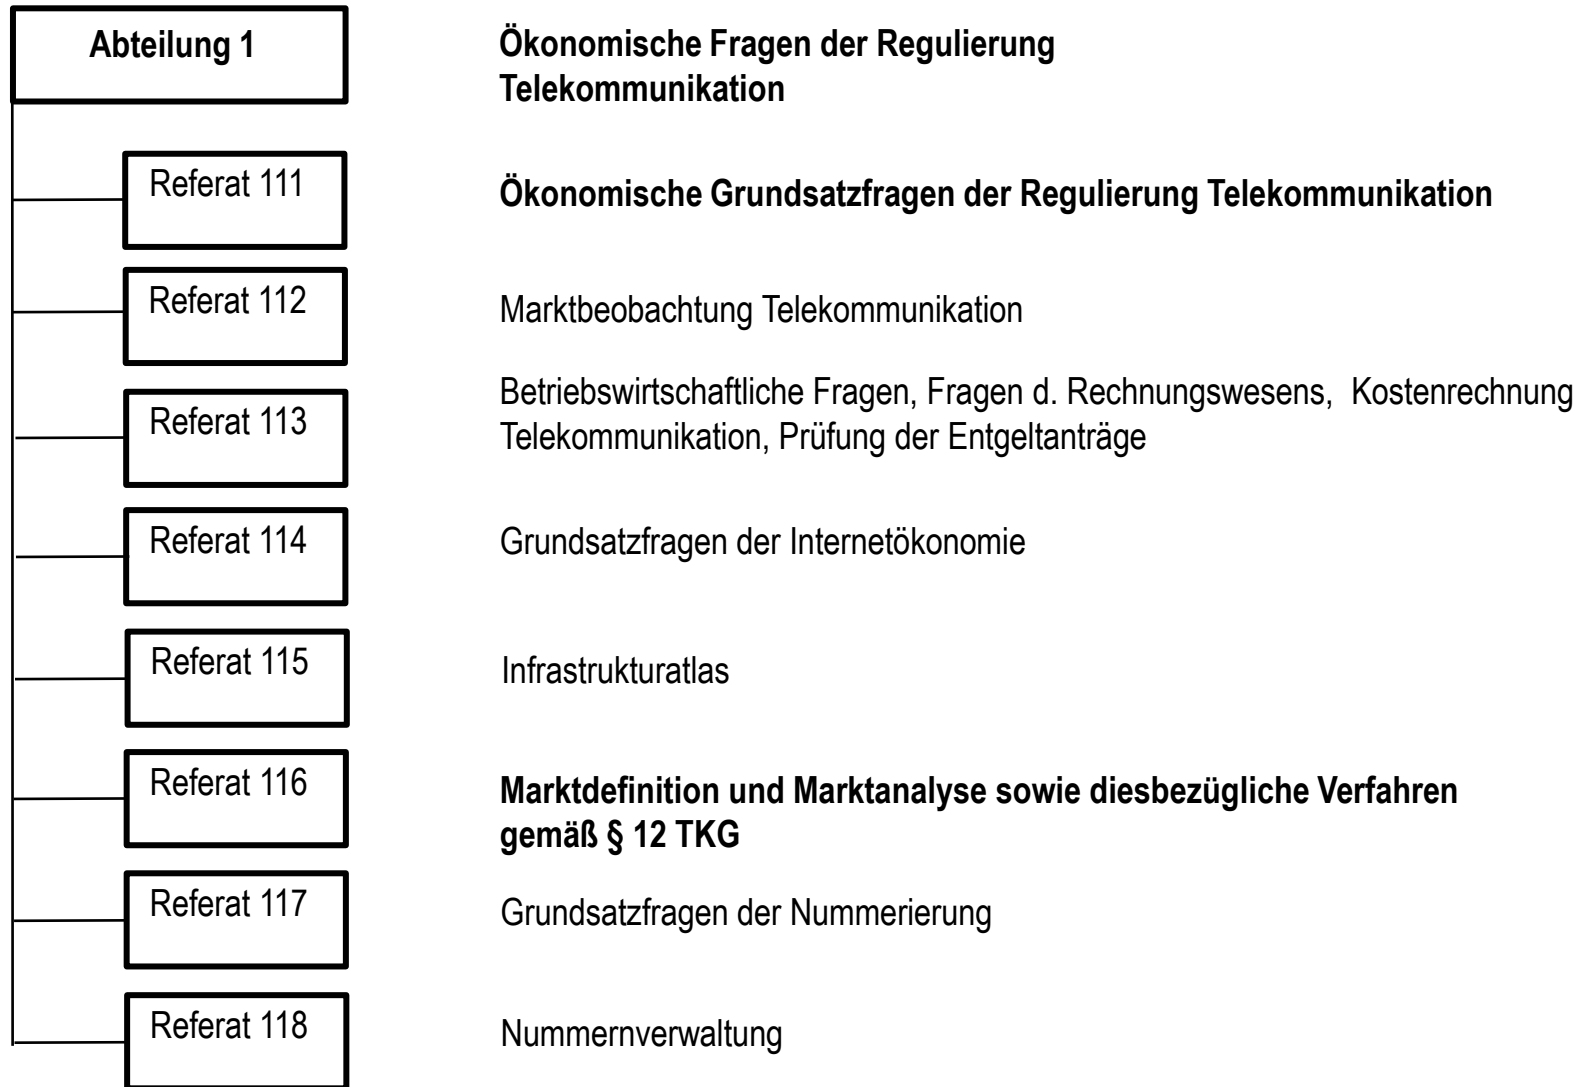 Abteilung 1
Ökonomische Fragen der Regulierung
Telekommunikation
Referat 111
Ökonomische Grundsatzfragen der Regulierung Telekommunikation
Referat 112
Marktbeobachtung Telekommunikation
Referat 113
Betriebswirtschaftliche Fragen, Fragen d. Rechnungswesens, Kostenrechnung
Telekommunikation, Prüfung der Entgeltanträge
Referat 114
Grundsatzfragen der Internetökonomie
Referat 115
Infrastrukturatlas
Referat 116
Marktdefinition und Marktanalyse sowie diesbezügliche Verfahren
gemäß § 12 TKG
Referat 117
Grundsatzfragen der Nummerierung
Referat 118
Nummernverwaltung